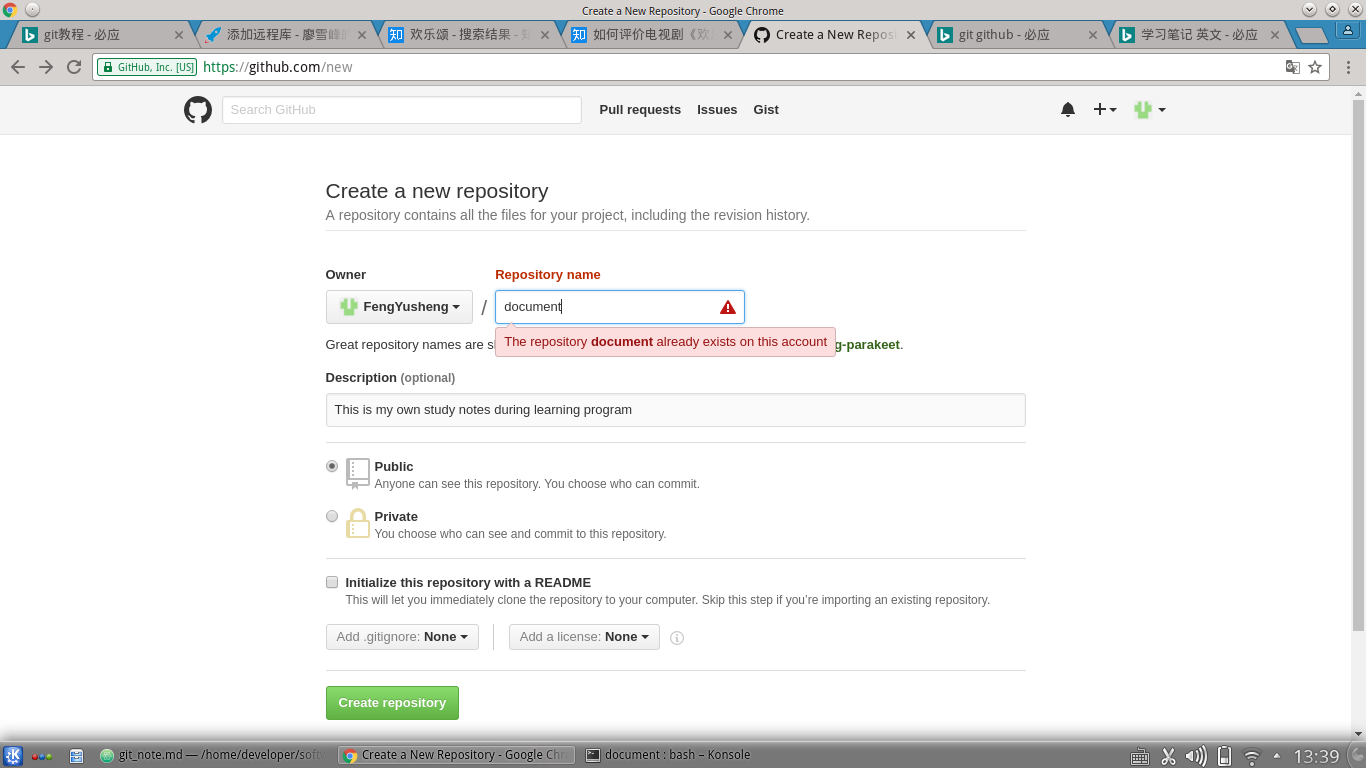 Create a New Repository - Google Chrome
git教程 - 必应
添加远程库 - 廖雪峰的
欢乐颂 - 搜索结果 - 知
如何评价电视剧《欢
Create a New Repos
git github - 必应
学习笔记 英文 - 必应
GitHub, Inc. [US] https://github.com/new
Search GitHub Pull requests Issues Gist
Create a new repository
A repository contains all the files for your project, including the revision history.
Owner Repository name
FengYusheng / document
Great repository names are s
The repository document already exists on this account
g-parakeet.
Description (optional)
This is my own study notes during learning program
Public
Anyone can see this repository. You choose who can commit.
Private
You choose who can see and commit to this repository.
Initialize this repository with a README
This will let you immediately clone the repository to your computer. Skip this step if you're importing an existing repository.
Add .gitignore: None Add a license: None
Create repository
git_note.md — /home/developer/soft
Create a New Repository - Google Chr
document : bash – Konsole
13:39